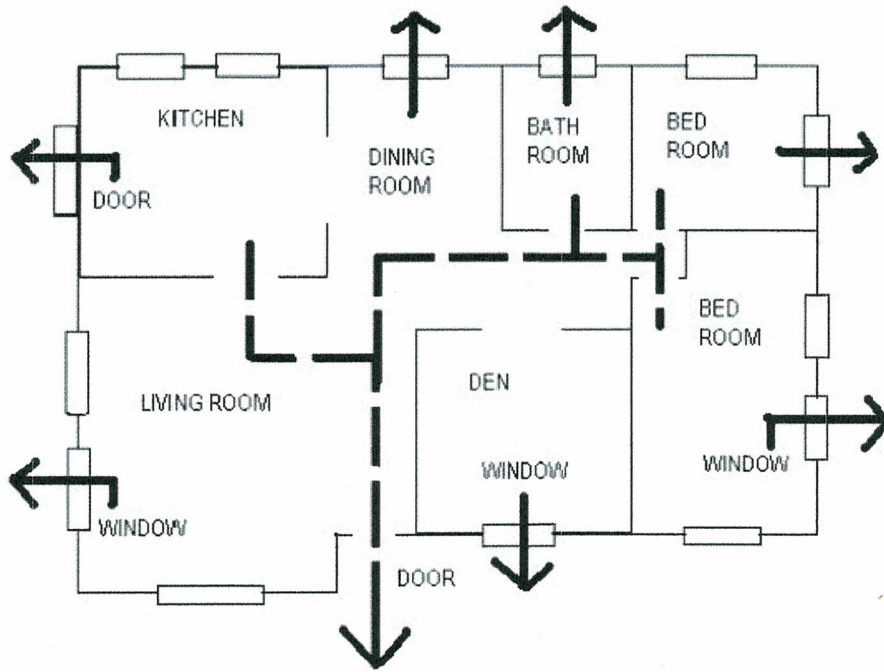 KITCHEN
DINING
ROOM
BATH
ROOM
BED
ROOM
DOOR
BED
ROOM
LIVING ROOM
DEN
WINDOW
WINDOW
WINDOW
DOOR